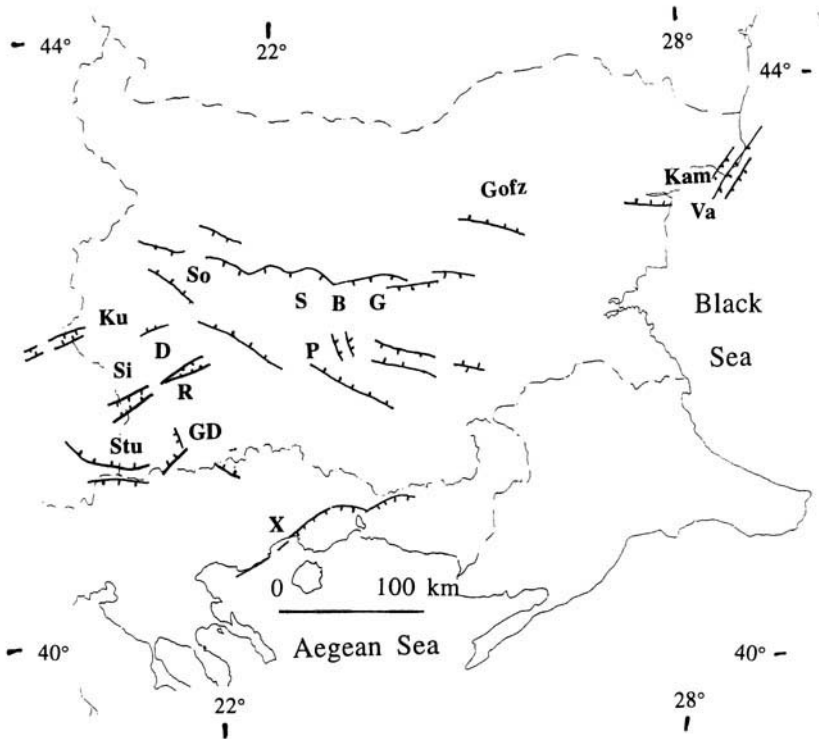 44°
22°
28°
44°
Gofz
Kam
Va
So
S B G
Ku
Black
Sea
D
P
Si
R
Stu
GD
X
0 100 km
Aegean Sea
40°
40°
22°
28°